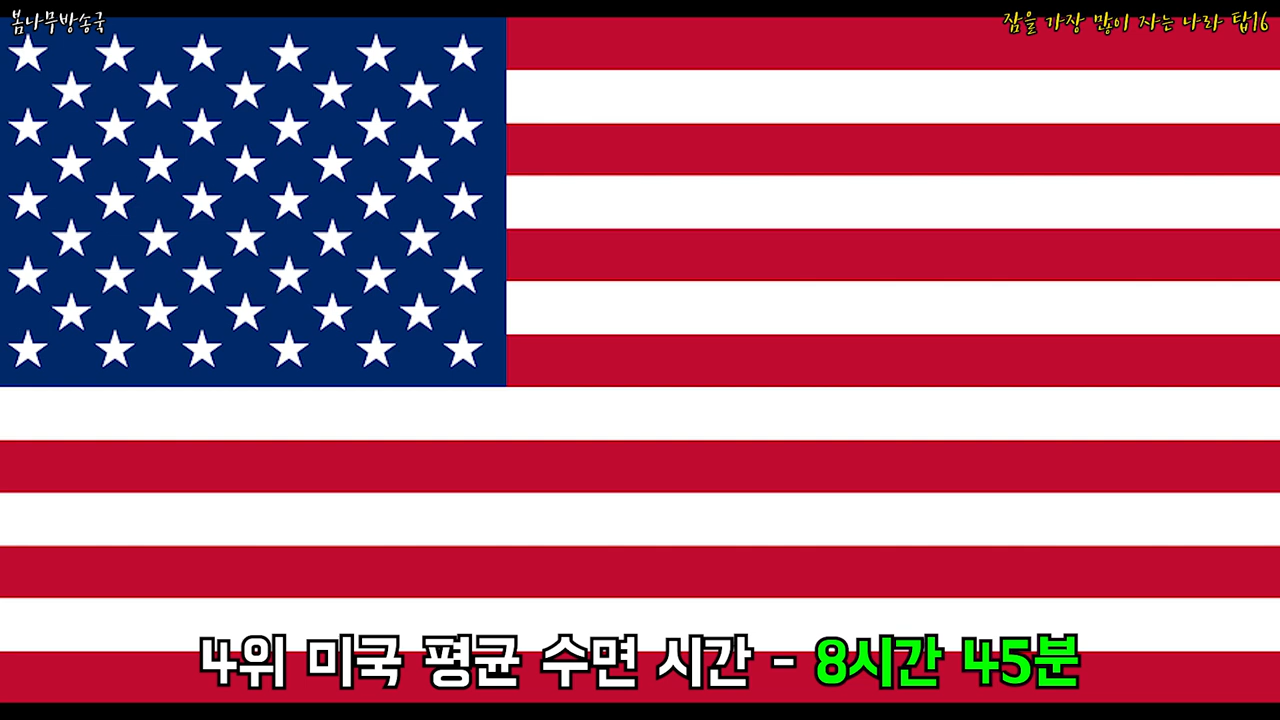 봄나무방송국
잠을 가장 많이 자는 나라 탑16
4위 미국 평균 수면 시간 - 8시간 45분